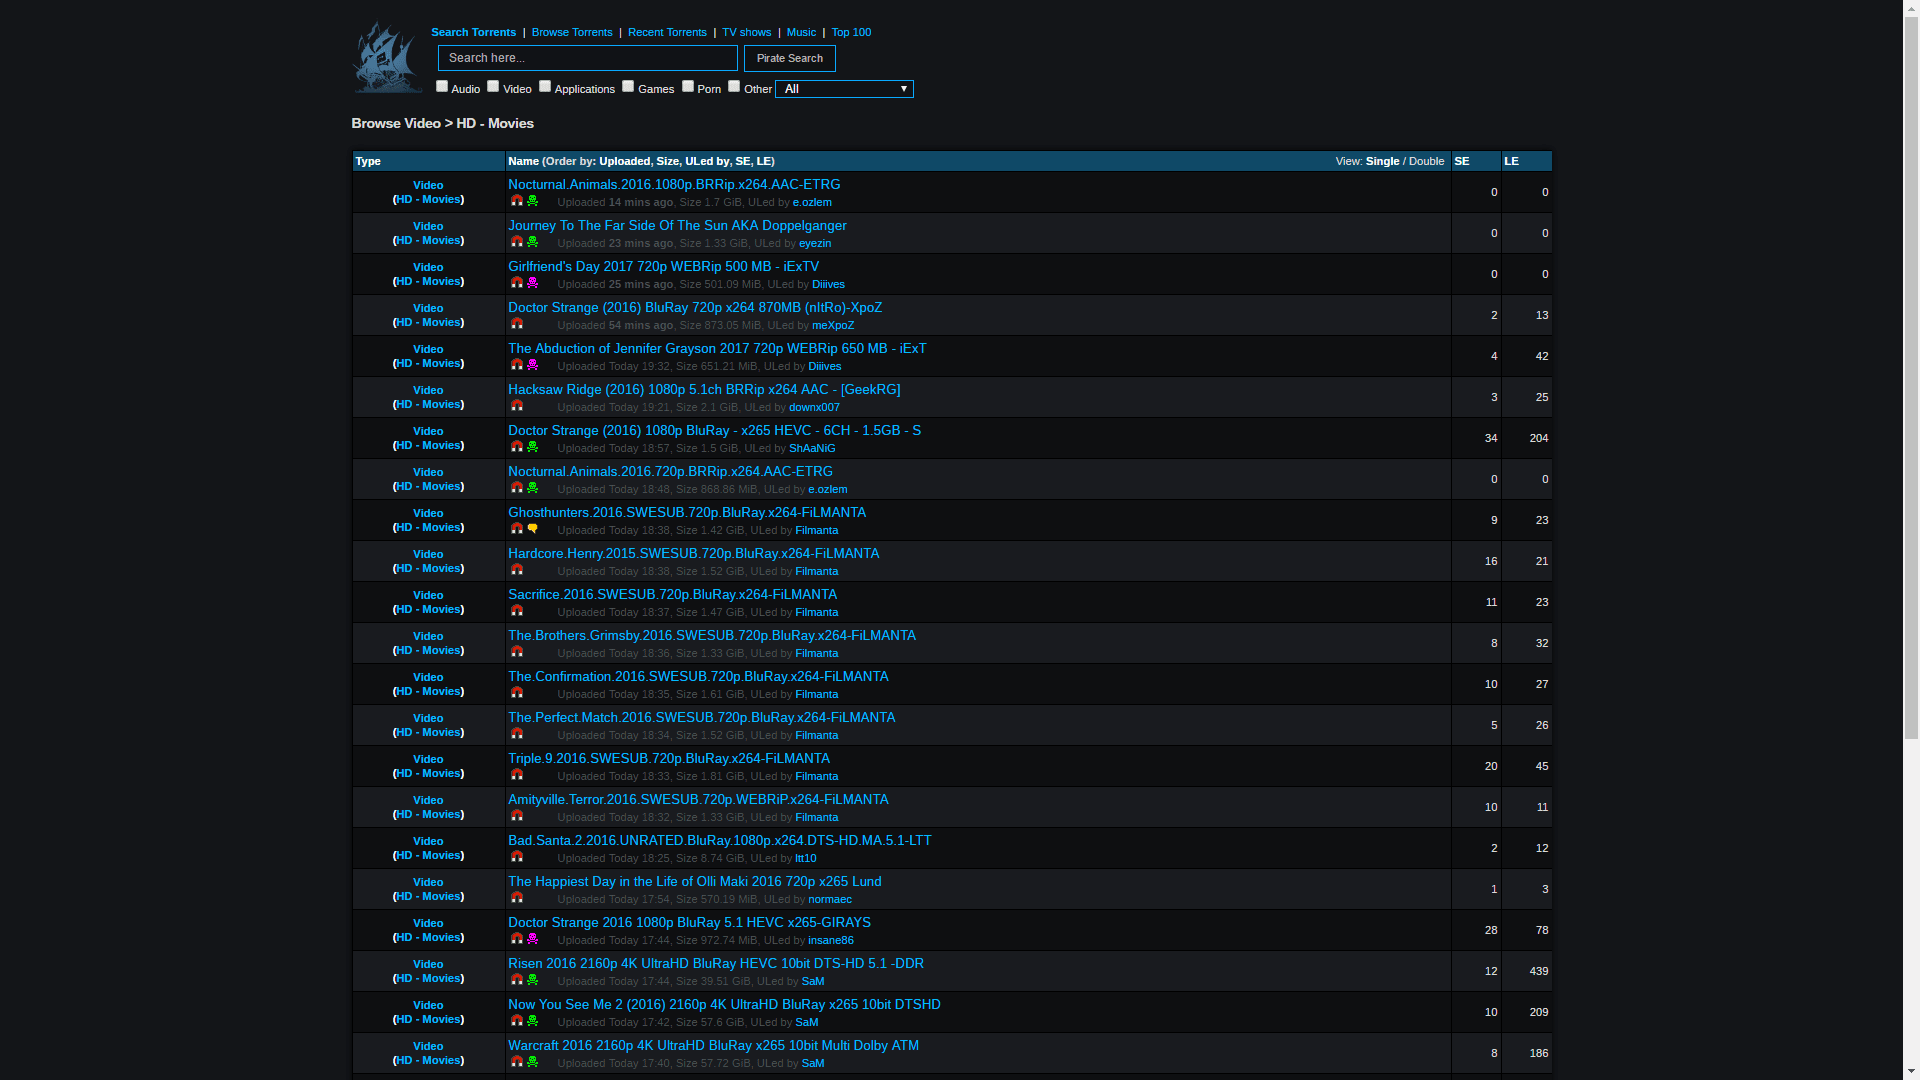 Search Torrents | Browse Torrents | Recent Torrents | TV shows | Music | Top 100
Search here... Pirate Search
Audio Video Applications Games Porn Other All
Browse Video > HD - Movies
Type Name (Order by: Uploaded, Size, ULed by, SE, LE) View: Single / Double SE LE
Video Nocturnal.Animals.2016.1080p.BRRip.x264.AAC-ETRG
(HD - Movies) Uploaded 14 mins ago, Size 1.7 GiB, ULed by e.ozlem 0 0
Video Journey To The Far Side Of The Sun AKA Doppelganger
(HD - Movies) Uploaded 23 mins ago, Size 1.33 GiB, ULed by eyezin 0 0
Video Girlfriend's Day 2017 720p WEBRip 500 MB - iExTV
(HD - Movies) Uploaded 25 mins ago, Size 501.09 MiB, ULed by Diiives 0 0
Video Doctor Strange (2016) BluRay 720p x264 870MB (nItRo)-XpoZ
(HD - Movies) Uploaded 54 mins ago, Size 873.05 MiB, ULed by meXpoZ 2 13
Video The Abduction of Jennifer Grayson 2017 720p WEBRip 650 MB - iExT
(HD - Movies) Uploaded Today 19:32, Size 651.21 MiB, ULed by Diiives 4 42
Video Hacksaw Ridge (2016) 1080p 5.1ch BRRip x264 AAC - [GeekRG]
(HD - Movies) Uploaded Today 19:21, Size 2.1 GiB, ULed by downx007 3 25
Video Doctor Strange (2016) 1080p BluRay - x265 HEVC - 6CH - 1.5GB - S
(HD - Movies) Uploaded Today 18:57, Size 1.5 GiB, ULed by ShAaNiG 34 204
Video Nocturnal.Animals.2016.720p.BRRip.x264.AAC-ETRG
(HD - Movies) Uploaded Today 18:48, Size 868.86 MiB, ULed by e.ozlem 0 0
Video Ghosthunters.2016.SWESUB.720p.BluRay.x264-FiLMANTA
(HD - Movies) Uploaded Today 18:38, Size 1.42 GiB, ULed by Filmanta 9 23
Video Hardcore.Henry.2015.SWESUB.720p.BluRay.x264-FiLMANTA
(HD - Movies) Uploaded Today 18:38, Size 1.52 GiB, ULed by Filmanta 16 21
Video Sacrifice.2016.SWESUB.720p.BluRay.x264-FiLMANTA
(HD - Movies) Uploaded Today 18:37, Size 1.47 GiB, ULed by Filmanta 11 23
Video The.Brothers.Grimsby.2016.SWESUB.720p.BluRay.x264-FiLMANTA
(HD - Movies) Uploaded Today 18:36, Size 1.33 GiB, ULed by Filmanta 8 32
Video The.Confirmation.2016.SWESUB.720p.BluRay.x264-FiLMANTA
(HD - Movies) Uploaded Today 18:35, Size 1.61 GiB, ULed by Filmanta 10 27
Video The.Perfect.Match.2016.SWESUB.720p.BluRay.x264-FiLMANTA
(HD - Movies) Uploaded Today 18:34, Size 1.52 GiB, ULed by Filmanta 5 26
Video Triple.9.2016.SWESUB.720p.BluRay.x264-FiLMANTA
(HD - Movies) Uploaded Today 18:33, Size 1.81 GiB, ULed by Filmanta 20 45
Video Amityville.Terror.2016.SWESUB.720p.WEBRiP.x264-FiLMANTA
(HD - Movies) Uploaded Today 18:32, Size 1.33 GiB, ULed by Filmanta 10 11
Video Bad.Santa.2.2016.UNRATED.BluRay.1080p.x264.DTS-HD.MA.5.1-LTT
(HD - Movies) Uploaded Today 18:25, Size 8.74 GiB, ULed by ltt10 2 12
Video The Happiest Day in the Life of Olli Maki 2016 720p x265 Lund
(HD - Movies) Uploaded Today 17:54, Size 570.19 MiB, ULed by normaec 1 3
Video Doctor Strange 2016 1080p BluRay 5.1 HEVC x265-GIRAYS
(HD - Movies) Uploaded Today 17:44, Size 972.74 MiB, ULed by insane86 28 78
Video Risen 2016 2160p 4K UltraHD BluRay HEVC 10bit DTS-HD 5.1 -DDR
(HD - Movies) Uploaded Today 17:44, Size 39.51 GiB, ULed by SaM 12 439
Video Now You See Me 2 (2016) 2160p 4K UltraHD BluRay x265 10bit DTSHD
(HD - Movies) Uploaded Today 17:42, Size 57.6 GiB, ULed by SaM 10 209
Video Warcraft 2016 2160p 4K UltraHD BluRay x265 10bit Multi Dolby ATM
(HD - Movies) Uploaded Today 17:40, Size 57.72 GiB, ULed by SaM 8 186